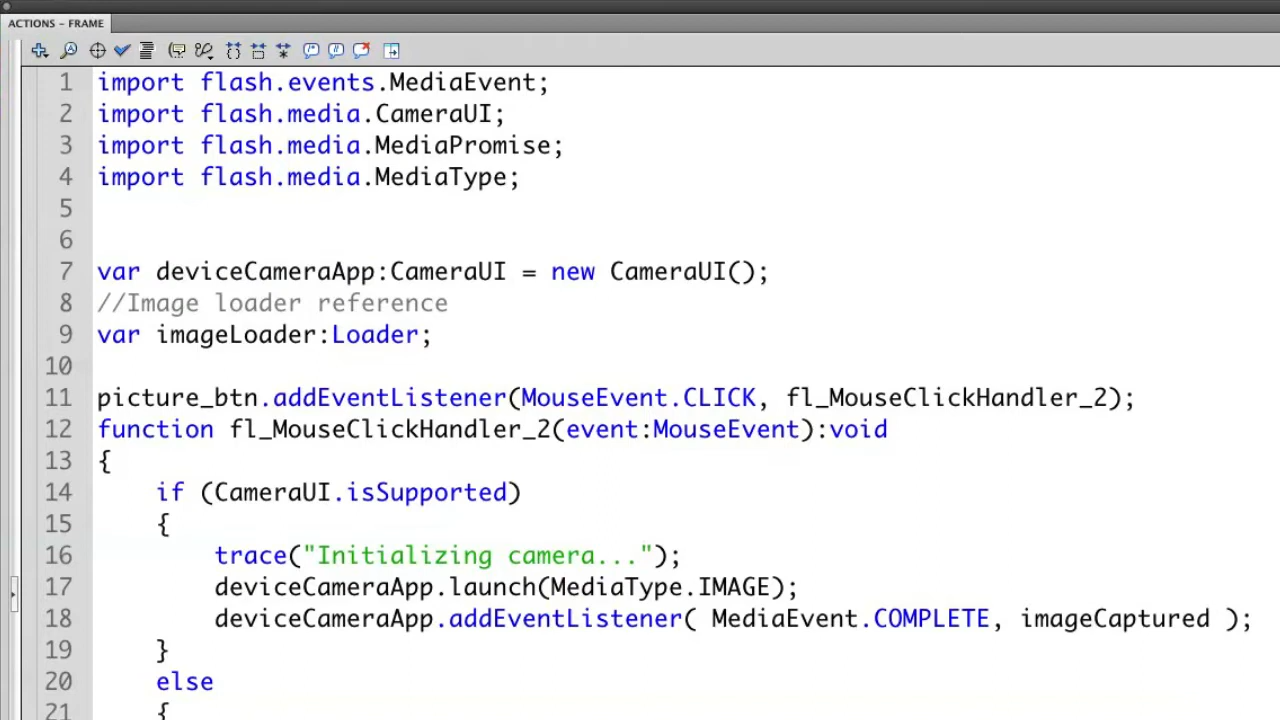 ACTIONS – FRAME
1 import flash.events.MediaEvent;
2 import flash.media.CameraUI;
3 import flash.media.MediaPromise;
4 import flash.media.MediaType;
5
6
7 var deviceCameraApp:CameraUI = new CameraUI();
8 //Image loader reference
9 var imageLoader:Loader;
10
11 picture_btn.addEventListener(MouseEvent.CLICK, fl_MouseClickHandler_2);
12 function fl_MouseClickHandler_2(event:MouseEvent):void
13 {
14     if (CameraUI.isSupported)
15     {
16         trace("Initializing camera...");
17         deviceCameraApp.launch(MediaType.IMAGE);
18         deviceCameraApp.addEventListener( MediaEvent.COMPLETE, imageCaptured );
19     }
20     else
21     {